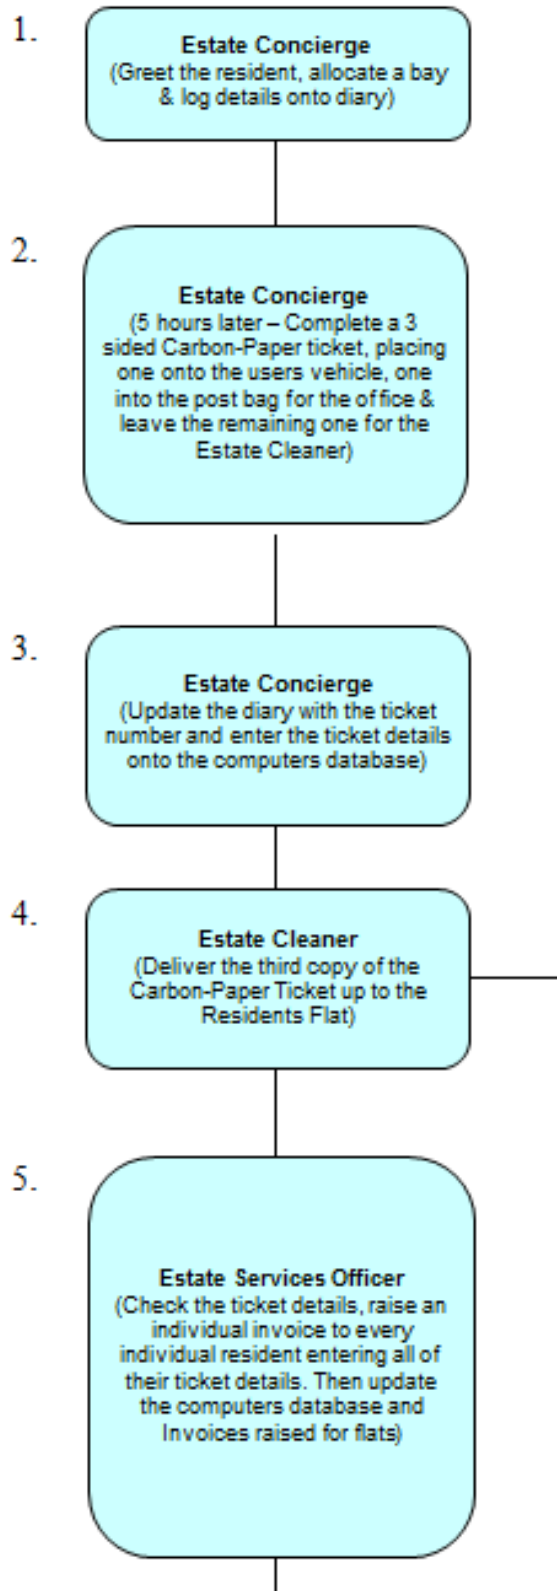 1.
Estate Concierge
(Greet the resident, allocate a bay
& log details onto diary)
2.
Estate Concierge
(5 hours later – Complete a 3
sided Carbon-Paper ticket, placing
one onto the users vehicle, one
into the post bag for the office &
leave the remaining one for the
Estate Cleaner)
3.
Estate Concierge
(Update the diary with the ticket
number and enter the ticket details
onto the computers database)
4.
Estate Cleaner
(Deliver the third copy of the
Carbon-Paper Ticket up to the
Residents Flat)
5.
Estate Services Officer
(Check the ticket details, raise an
individual invoice to every
individual resident entering all of
their ticket details. Then update
the computers database and
Invoices raised for flats)